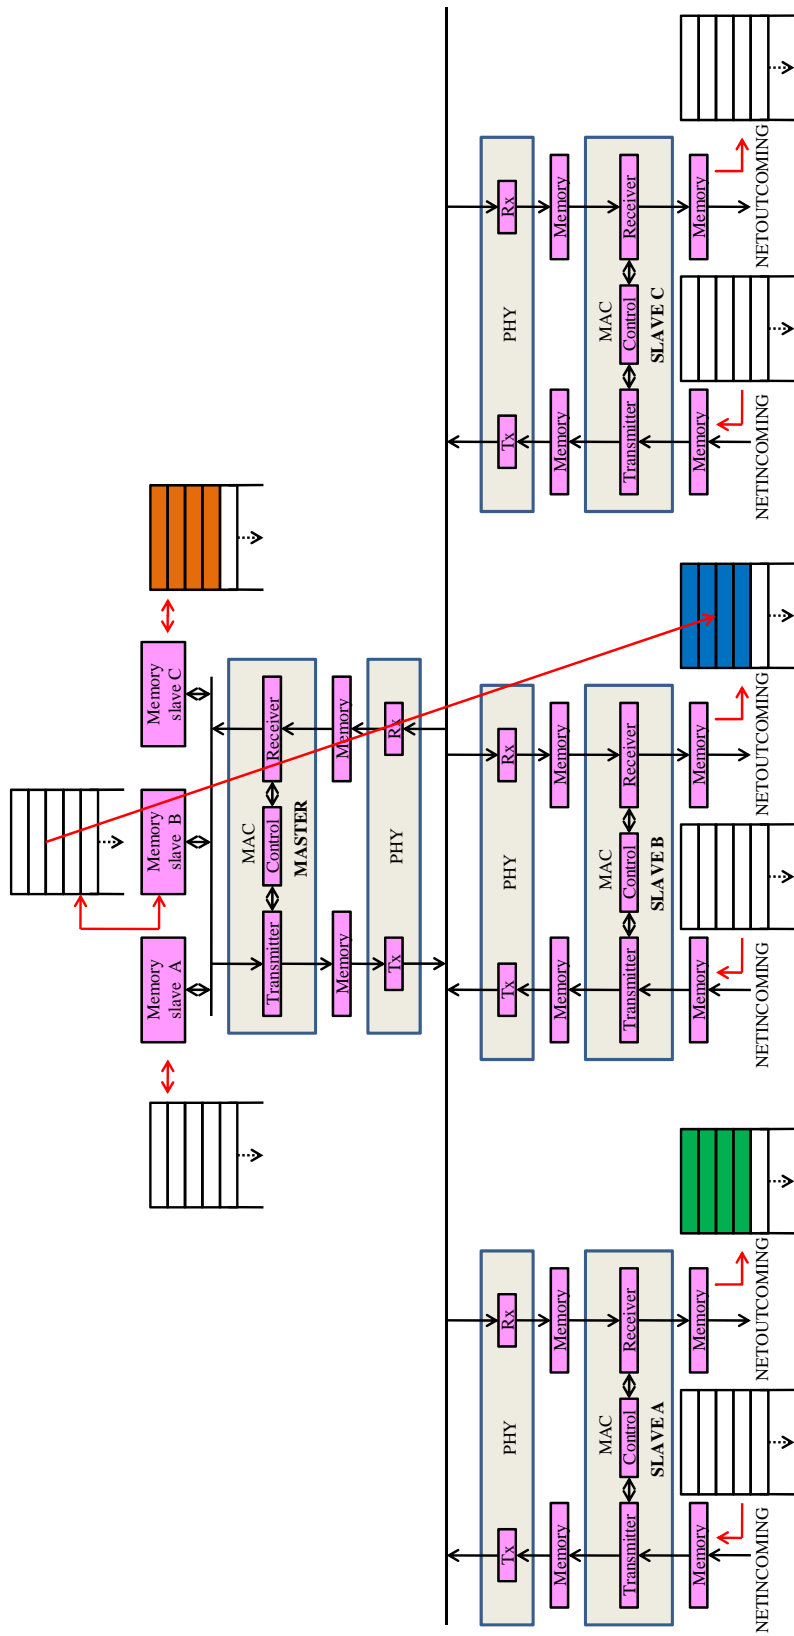 Memory
slave A
Memory
slave B
Memory
slave C
MAC
Transmitter
Control
Receiver
MASTER
Memory
Memory
Tx
PHY
Rx
Tx
PHY
Rx
Memory
Memory
MAC
Transmitter
Control
Receiver
SLAVE A
Memory
Memory
NETINCOMING
NETOUTCOMING
Tx
PHY
Rx
Memory
Memory
MAC
Transmitter
Control
Receiver
SLAVE B
Memory
Memory
NETINCOMING
NETOUTCOMING
Tx
PHY
Rx
Memory
Memory
MAC
Transmitter
Control
Receiver
SLAVE C
Memory
Memory
NETINCOMING
NETOUTCOMING